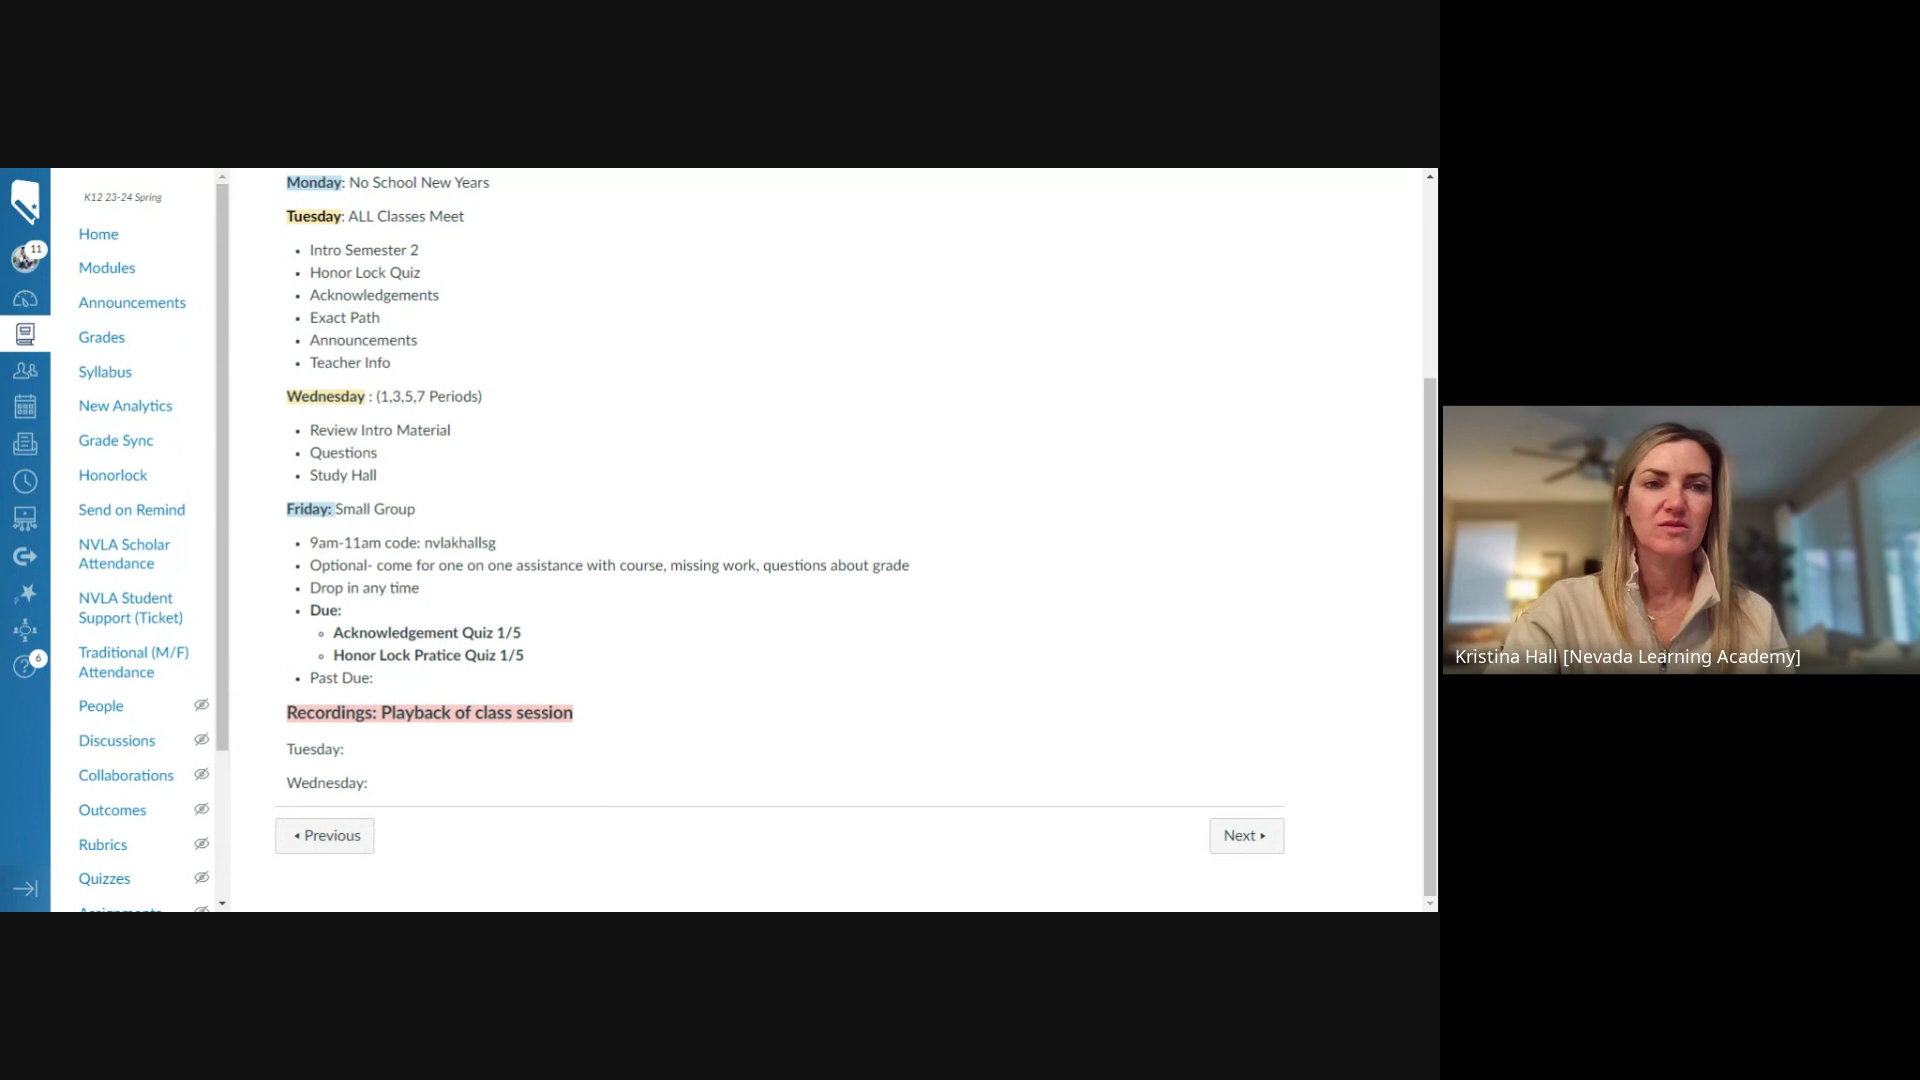 K12 23-24 Spring
11
Home
Modules
Announcements
Grades
Syllabus
New Analytics
Grade Sync
Honorlock
Send on Remind
NVLA Scholar
Attendance
NVLA Student
Support (Ticket)
6
Traditional (M/F)
Attendance
People
Discussions
Collaborations
Outcomes
Rubrics
Quizzes
Assignments
Monday: No School New Years
Tuesday: ALL Classes Meet
• Intro Semester 2
• Honor Lock Quiz
• Acknowledgements
• Exact Path
• Announcements
• Teacher Info
Wednesday : (1,3,5,7 Periods)
• Review Intro Material
• Questions
• Study Hall
Friday: Small Group
• 9am-11am code: nvlakhallsg
• Optional- come for one on one assistance with course, missing work, questions about grade
• Drop in any time
• Due:
◦ Acknowledgement Quiz 1/5
◦ Honor Lock Pratice Quiz 1/5
• Past Due:
Recordings: Playback of class session
Tuesday:
Wednesday:
◂ Previous
Next ▸
Kristina Hall [Nevada Learning Academy]